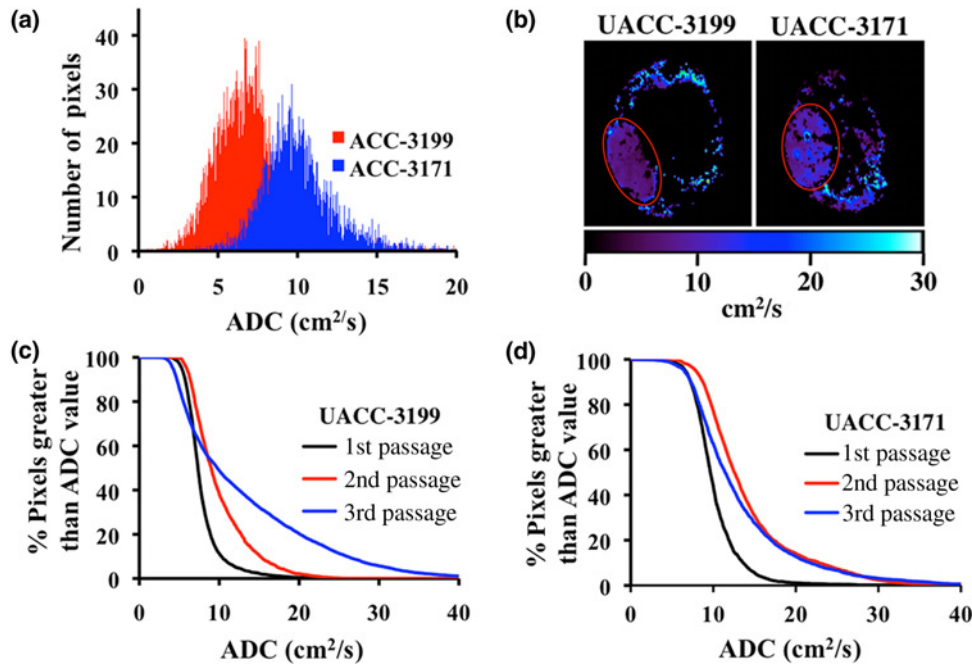 (a)
40
30
20
10
0
Number of pixels
ACC-3199
ACC-3171
0 5 10 15 20
ADC (cm²/s)
(b)
UACC-3199 UACC-3171
0 10 20 30
cm²/s
(c)
100
80
60
40
20
0
% Pixels greater
than ADC value
UACC-3199
1st passage
2nd passage
3rd passage
0 10 20 30 40
ADC (cm²/s)
(d)
100
80
60
40
20
0
% Pixels greater
than ADC value
UACC-3171
1st passage
2nd passage
3rd passage
0 10 20 30 40
ADC (cm²/s)